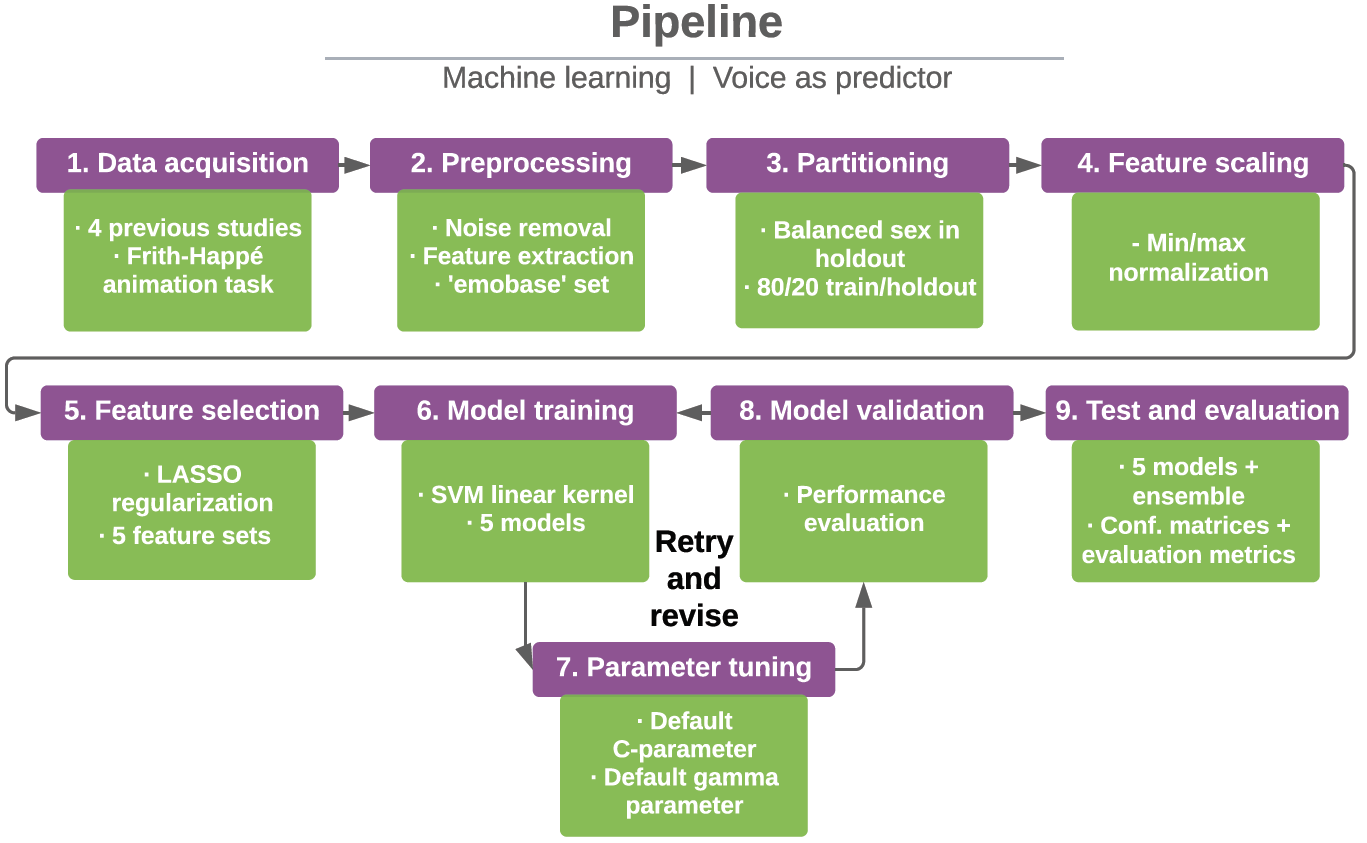 Pipeline
Machine learning | Voice as predictor
1. Data acquisition
· 4 previous studies
· Frith-Happé
animation task
2. Preprocessing
· Noise removal
· Feature extraction
· 'emobase' set
3. Partitioning
· Balanced sex in
holdout
· 80/20 train/holdout
4. Feature scaling
- Min/max
normalization
5. Feature selection
· LASSO
regularization
· 5 feature sets
6. Model training
· SVM linear kernel
· 5 models
8. Model validation
· Performance
evaluation
9. Test and evaluation
· 5 models +
ensemble
· Conf. matrices +
evaluation metrics
Retry
and
revise
7. Parameter tuning
· Default
C-parameter
· Default gamma
parameter